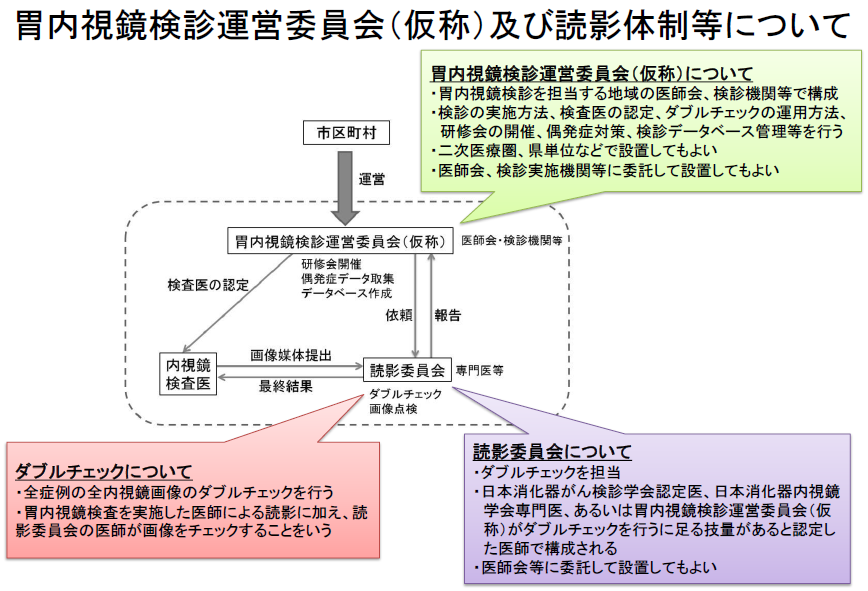 胃内視鏡検診運営委員会（仮称）及び読影体制等について
胃内視鏡検診運営委員会（仮称）について
・胃内視鏡検診を担当する地域の医師会、検診機関等で構成
・検診の実施方法、検査医の認定、ダブルチェックの運用方法、
研修会の開催、偶発症対策、検診データベース管理等を行う
・二次医療圏、県単位などで設置してもよい
・医師会、検診実施機関等に委託して設置してもよい
市区町村
運営
胃内視鏡検診運営委員会（仮称）
医師会・検診機関等
研修会開催
偶発症データ収集
データベース作成
検査医の認定
依頼
報告
内視鏡
検査医
画像媒体提出
最終結果
読影委員会
専門医等
ダブルチェック
画像点検
ダブルチェックについて
・全症例の全内視鏡画像のダブルチェックを行う
・胃内視鏡検査を実施した医師による読影に加え、読
影委員会の医師が画像をチェックすることをいう
読影委員会について
・ダブルチェックを担当
・日本消化器がん検診学会認定医、日本消化器内視鏡
学会専門医、あるいは胃内視鏡検診運営委員会（仮
称）がダブルチェックを行うに足る技量があると認定し
た医師で構成される
・医師会等に委託して設置してもよい